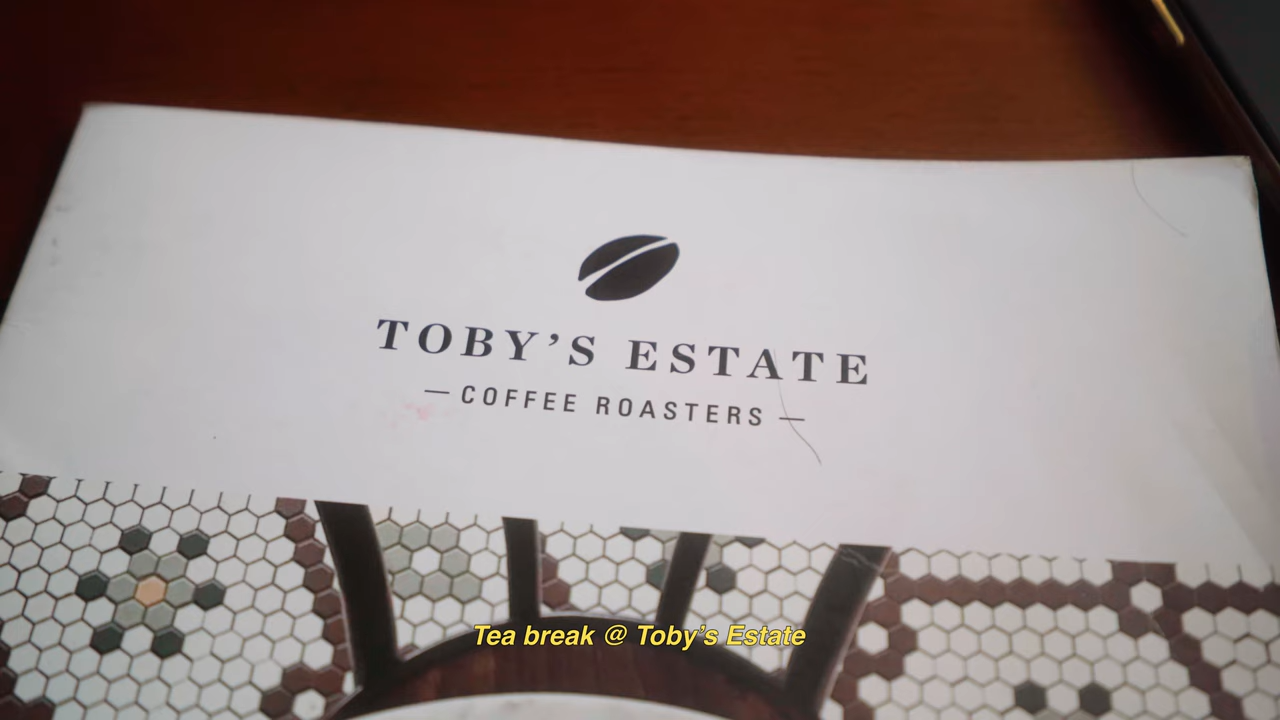 TOBY’S ESTATE
— COFFEE ROASTERS —
Tea break @ Toby’s Estate